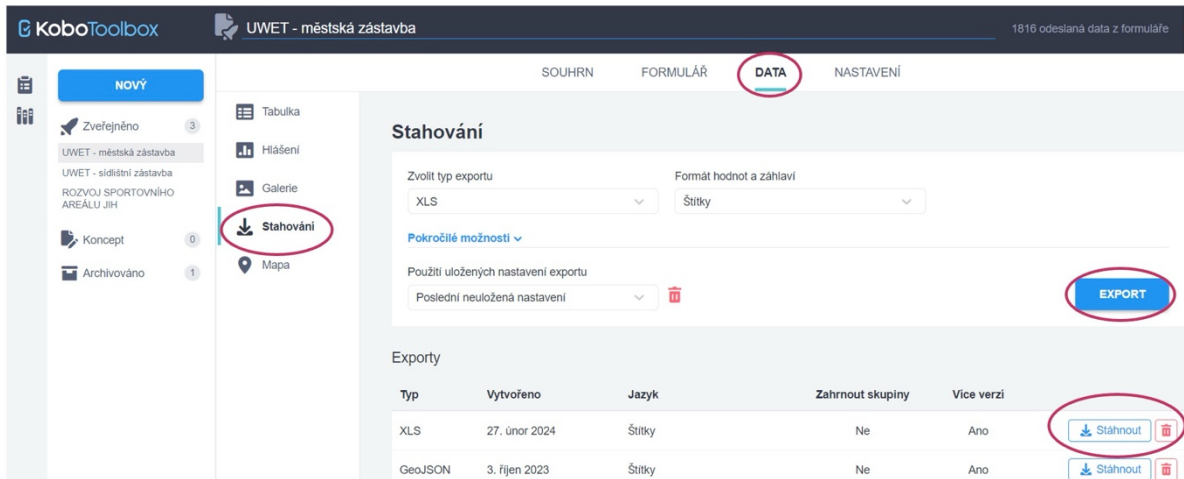 KoboToolbox
UWET - městská zástavba
1816 odeslaná data z formuláře
NOVÝ
Zveřejněno 3
UWET - městská zástavba
UWET - sídlištní zástavba
ROZVOJ SPORTOVNÍHO
AREÁLU JIH
Koncept 0
Archivováno 1
SOUHRN FORMULÁŘ DATA NASTAVENÍ
Tabulka
Hlášení
Galerie
Stahování
Mapa
Stahování
Zvolit typ exportu Formát hodnot a záhlaví
XLS Štítky
Pokročilé možnosti
Použití uložených nastavení exportu
Poslední neuložená nastavení
EXPORT
Exporty
Typ Vytvořeno Jazyk Zahrnout skupiny Více verzí
XLS 27. únor 2024 Štítky Ne Ano Stáhnout
GeoJSON 3. říjen 2023 Štítky Ne Ano Stáhnout